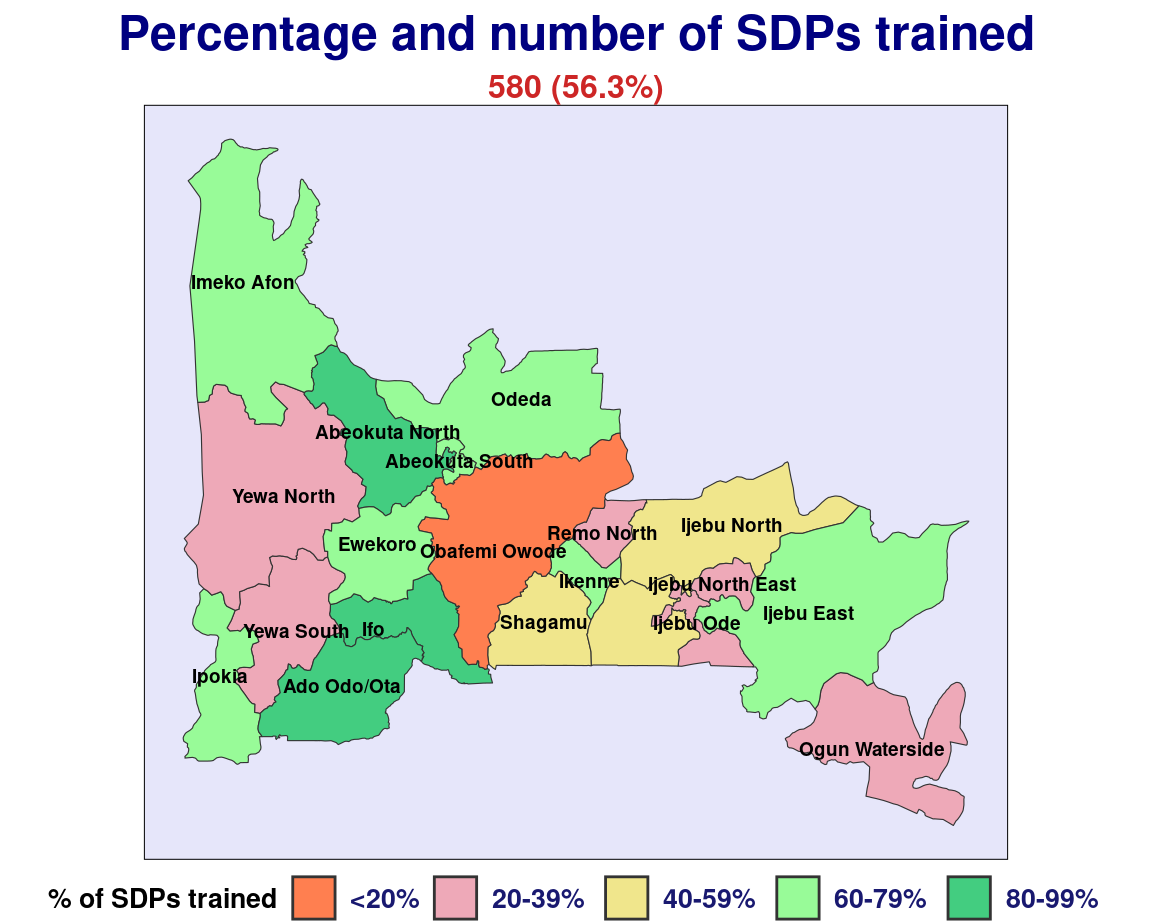 Percentage and number of SDPs trained
580 (56.3%)
Imeko Afon
Odeda
Abeokuta North
Abeokuta South
Yewa North
Ijebu North
Remo North
Ewekoro
Obafemi Owode
Ikenne
Ijebu North East
Ijebu East
Shagamu
Ijebu Ode
Ifo
Yewa South
Ipokia
Ado Odo/Ota
Ogun Waterside
% of SDPs trained <20% 20-39% 40-59% 60-79% 80-99%